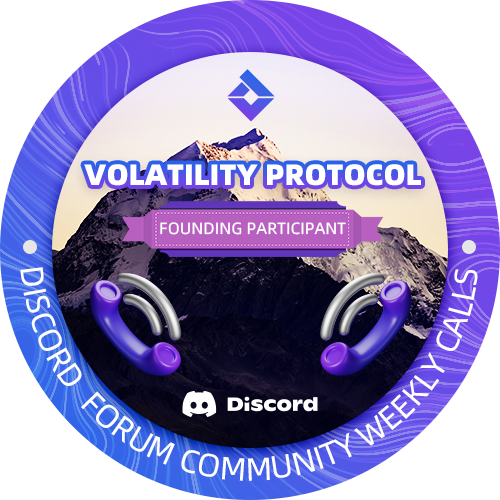 VOLATILITY PROTOCOL
FOUNDING PARTICIPANT
Discord
DISCORD FORUM COMMUNITY WEEKLY CALLS